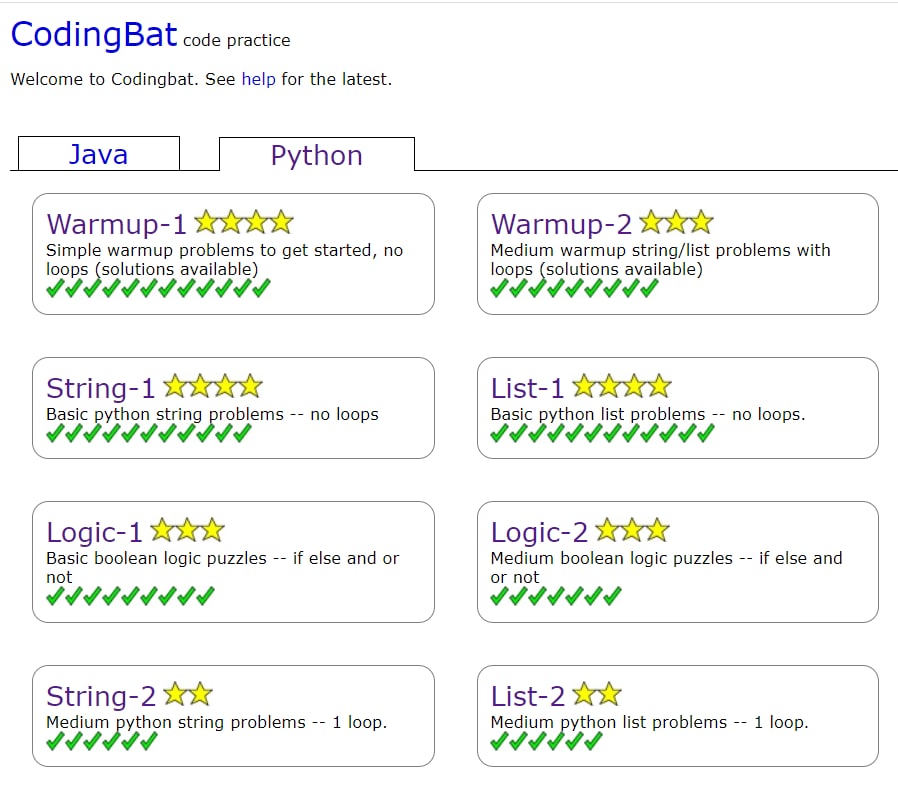 CodingBat code practice
Welcome to Codingbat. See help for the latest.
Java
Python
Warmup-1
Simple warmup problems to get started, no
loops (solutions available)
Warmup-2
Medium warmup string/list problems with
loops (solutions available)
String-1
Basic python string problems -- no loops
List-1
Basic python list problems -- no loops.
Logic-1
Basic boolean logic puzzles -- if else and or
not
Logic-2
Medium boolean logic puzzles -- if else and
or not
String-2
Medium python string problems -- 1 loop.
List-2
Medium python list problems -- 1 loop.